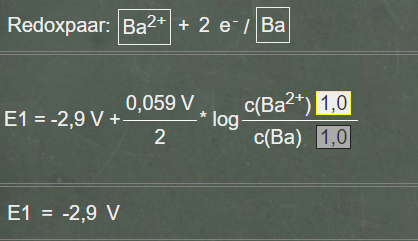 Redoxpaar: Ba²⁺ + 2 e⁻ / Ba
E1 = -2,9 V + 0,059 V / 2 * log c(Ba²⁺) 1,0 / c(Ba) 1,0
E1 = -2,9 V